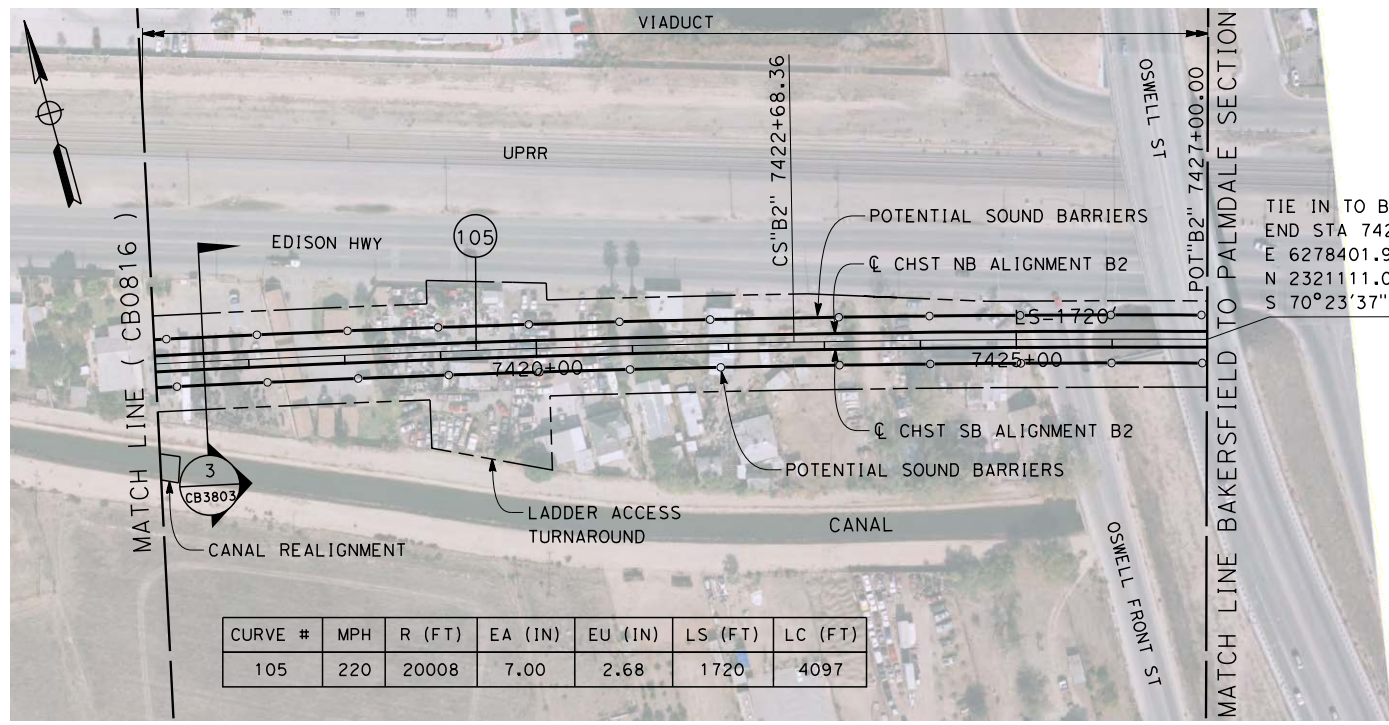 VIADUCT
OSWELL ST
CS"B2" 7422+68.36
POT"B2" 7427+00.00
MATCH LINE BAKERSFIELD TO PALMDALE SECTION
UPRR
TIE IN TO B
END STA 742
E 6278401.9
N 2321111.0
S 70°23'37"
POTENTIAL SOUND BARRIERS
EDISON HWY
105
℄ CHST NB ALIGNMENT B2
MATCH LINE ( CB0816 )
LS-1720
7420+00
7425+00
℄ CHST SB ALIGNMENT B2
POTENTIAL SOUND BARRIERS
3
CB3803
LADDER ACCESS
TURNAROUND
CANAL
CANAL REALIGNMENT
OSWELL FRONT ST
CURVE # MPH R (FT) EA (IN) EU (IN) LS (FT) LC (FT)
105 220 20008 7.00 2.68 1720 4097